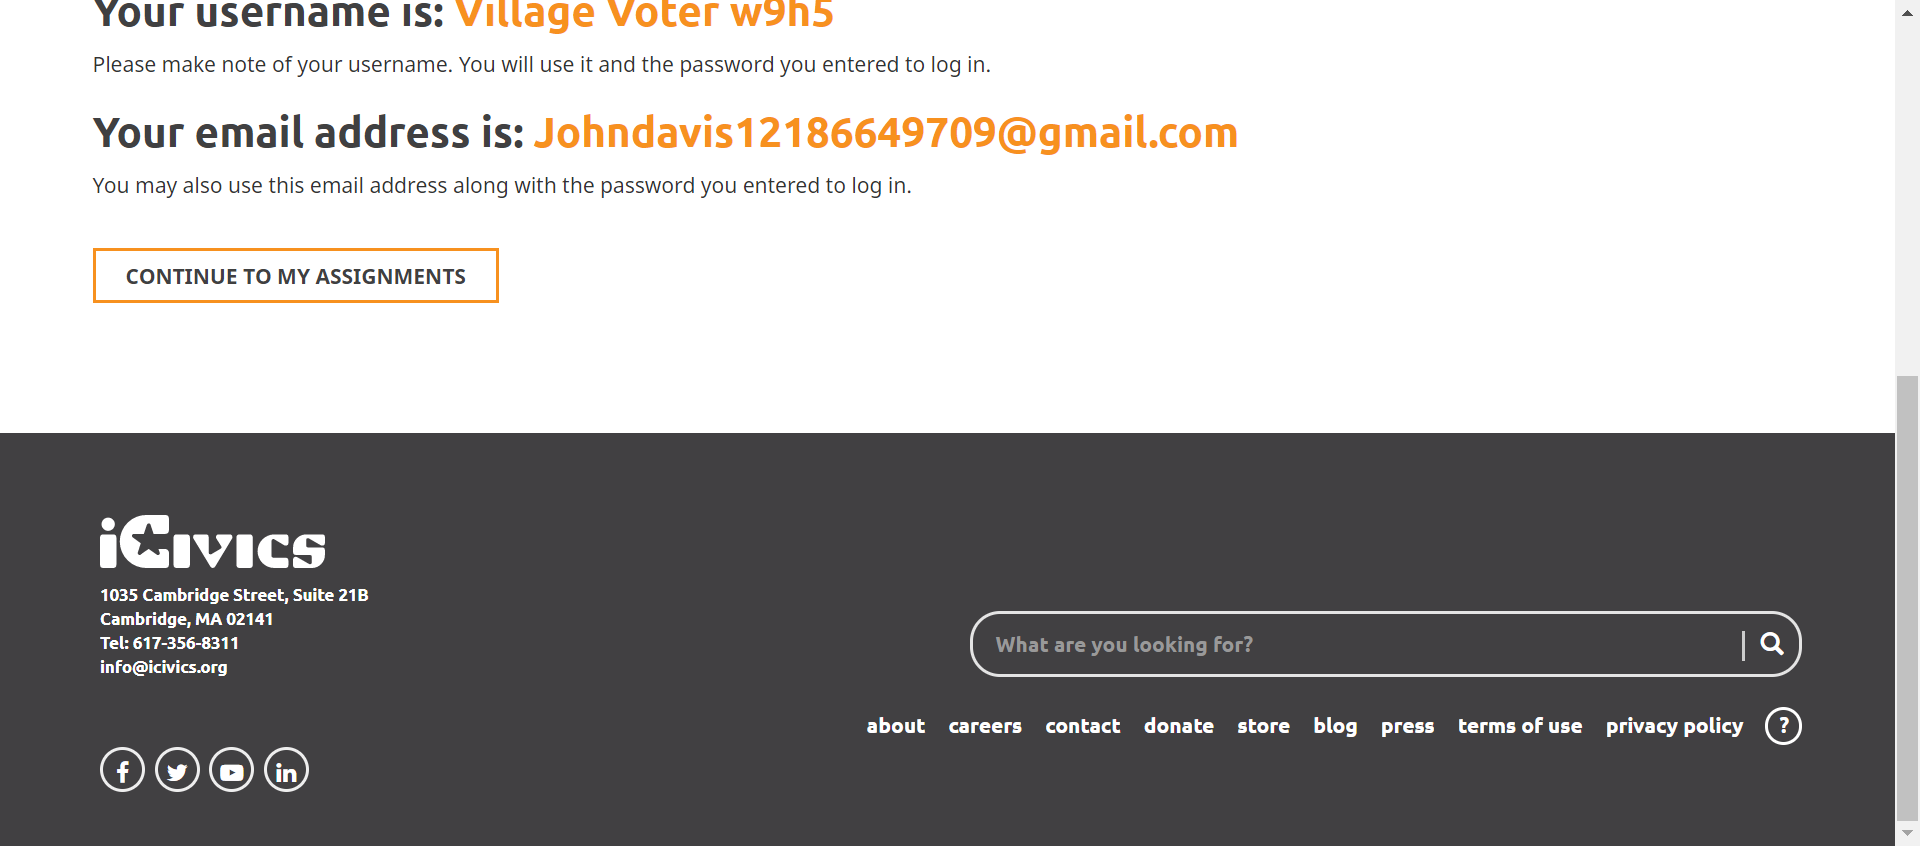 Your username is: Village Voter w9h5
Please make note of your username. You will use it and the password you entered to log in.
Your email address is: Johndavis12186649709@gmail.com
You may also use this email address along with the password you entered to log in.
CONTINUE TO MY ASSIGNMENTS
iCivics
1035 Cambridge Street, Suite 21B
Cambridge, MA 02141
Tel: 617-356-8311
info@icivics.org
What are you looking for?
about careers contact donate store blog press terms of use privacy policy ?